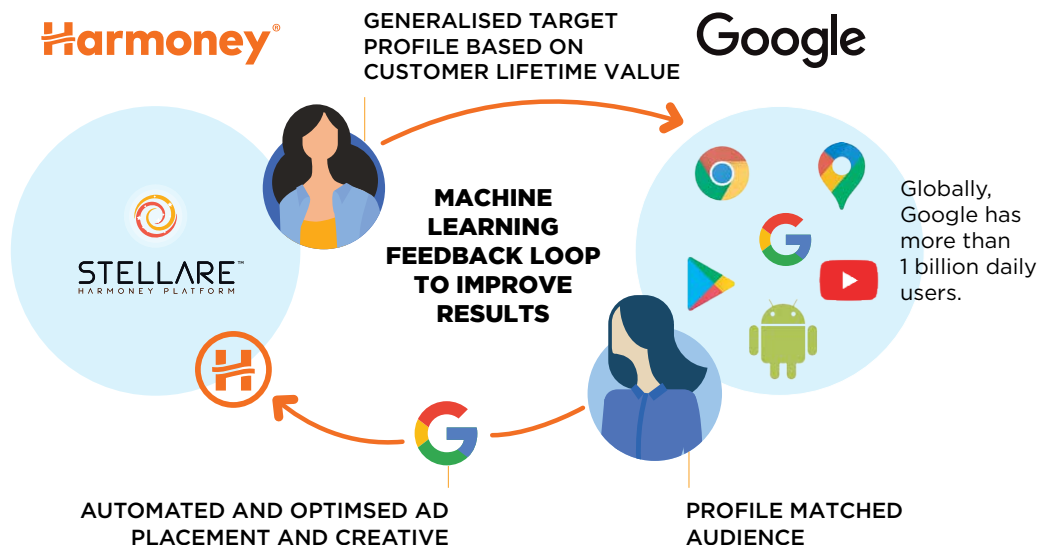 Harmoney®
GENERALISED TARGET
PROFILE BASED ON
CUSTOMER LIFETIME VALUE
Google
STELLARE™
HARMONEY PLATFORM
MACHINE
LEARNING
FEEDBACK LOOP
TO IMPROVE
RESULTS
Globally,
Google has
more than
1 billion daily
users.
H
G
G
AUTOMATED AND OPTIMSED AD
PLACEMENT AND CREATIVE
PROFILE MATCHED
AUDIENCE